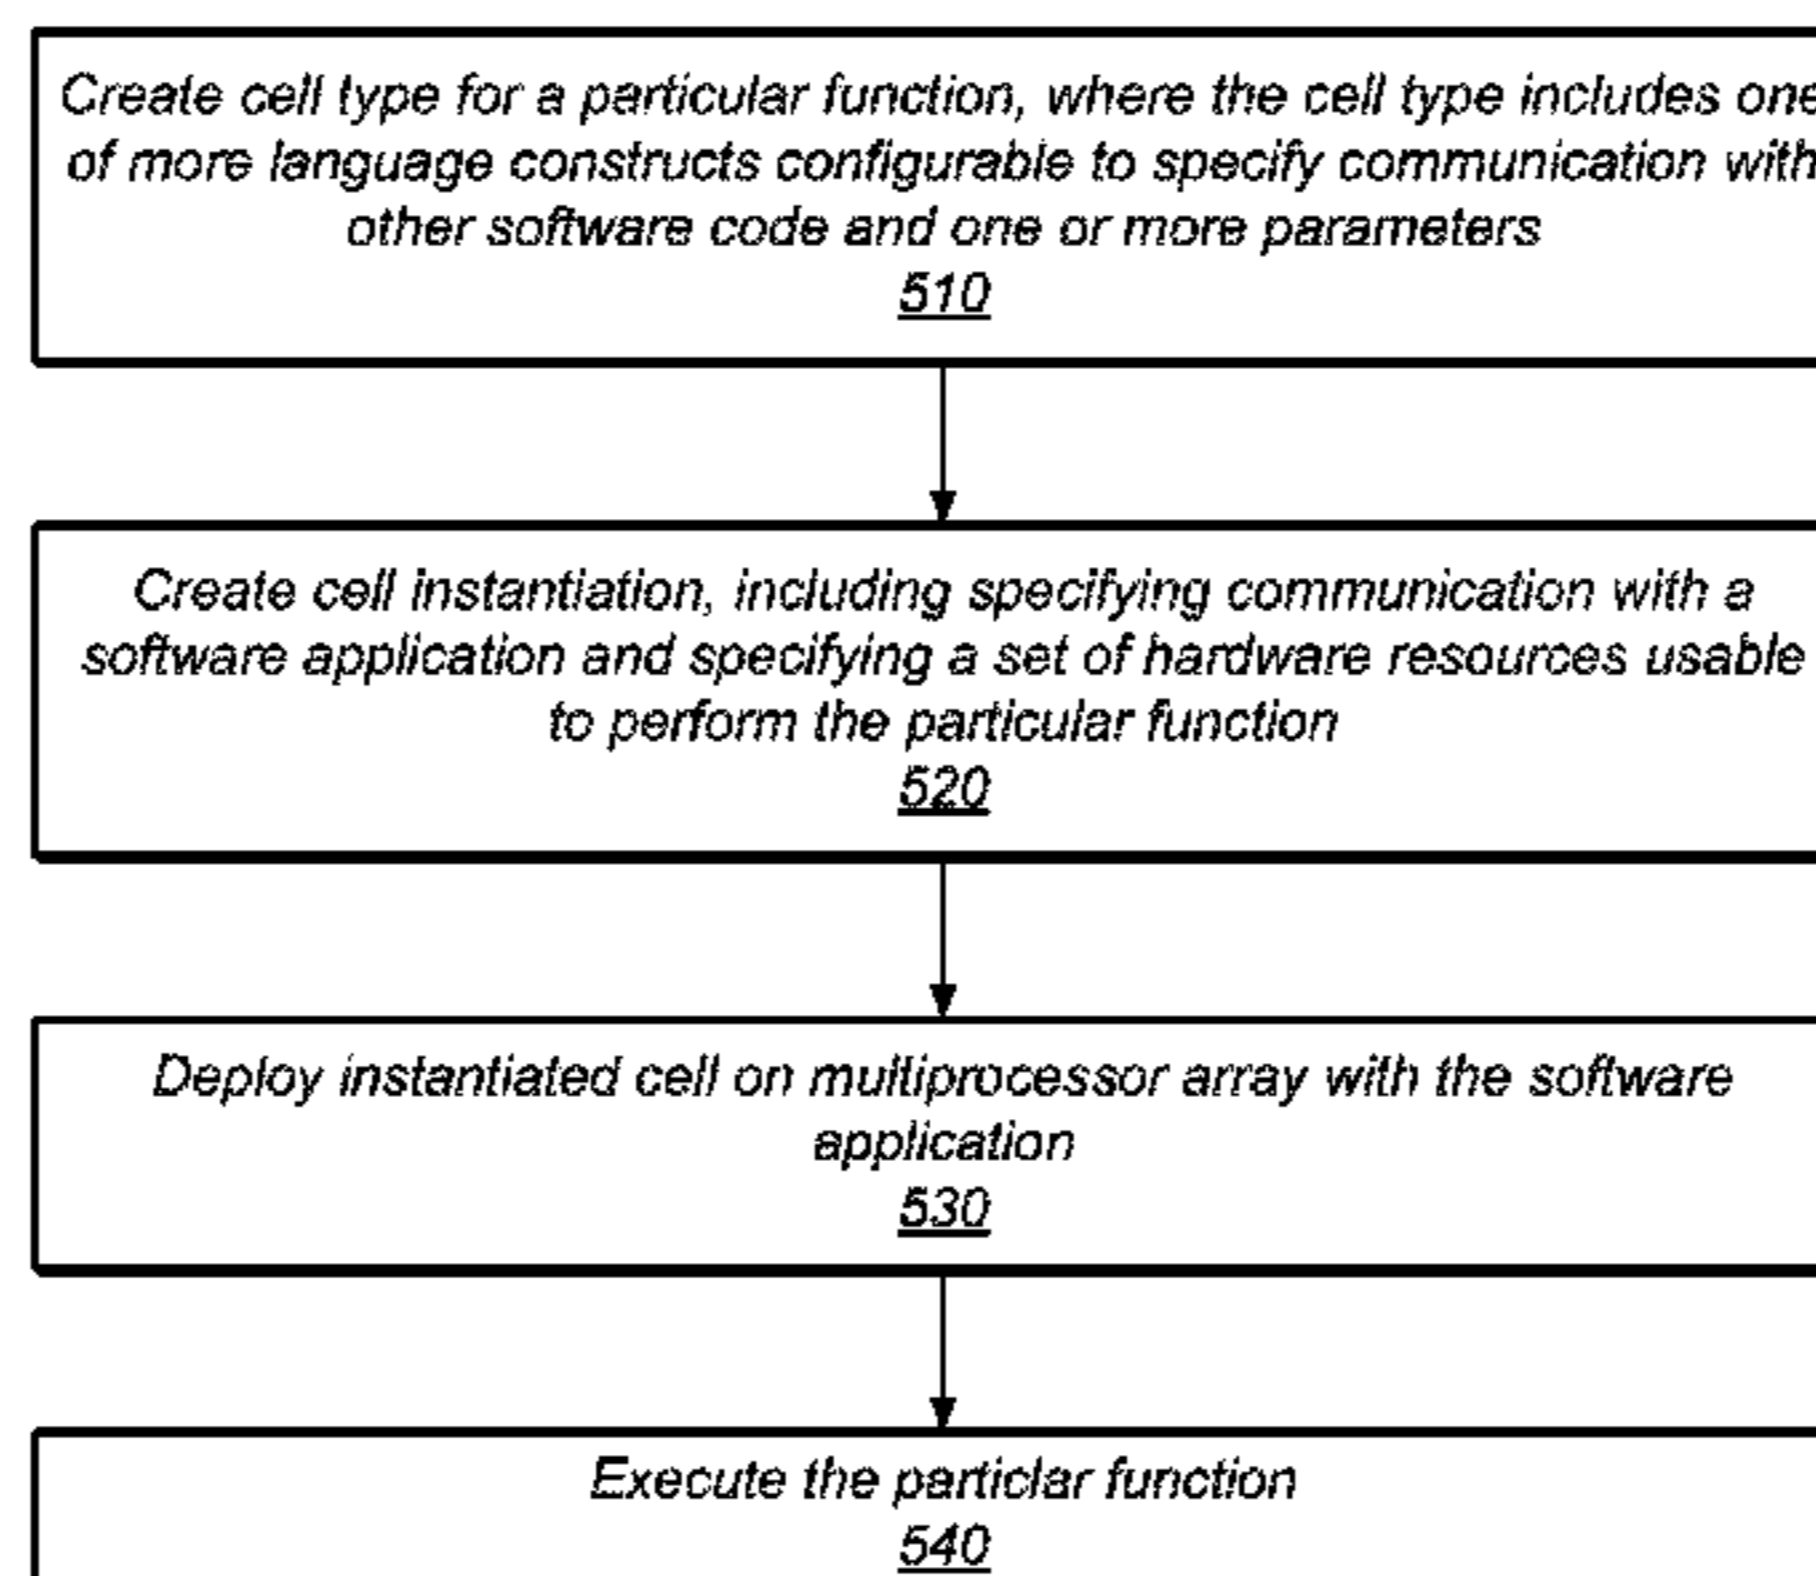 Create cell type for a particular function, where the cell type includes one
of more language constructs configurable to specify communication with
other software code and one or more parameters
510
Create cell instantiation, including specifying communication with a
software application and specifying a set of hardware resources usable
to perform the particular function
520
Deploy instantiated cell on multiprocessor array with the software
application
530
Execute the particlar function
540